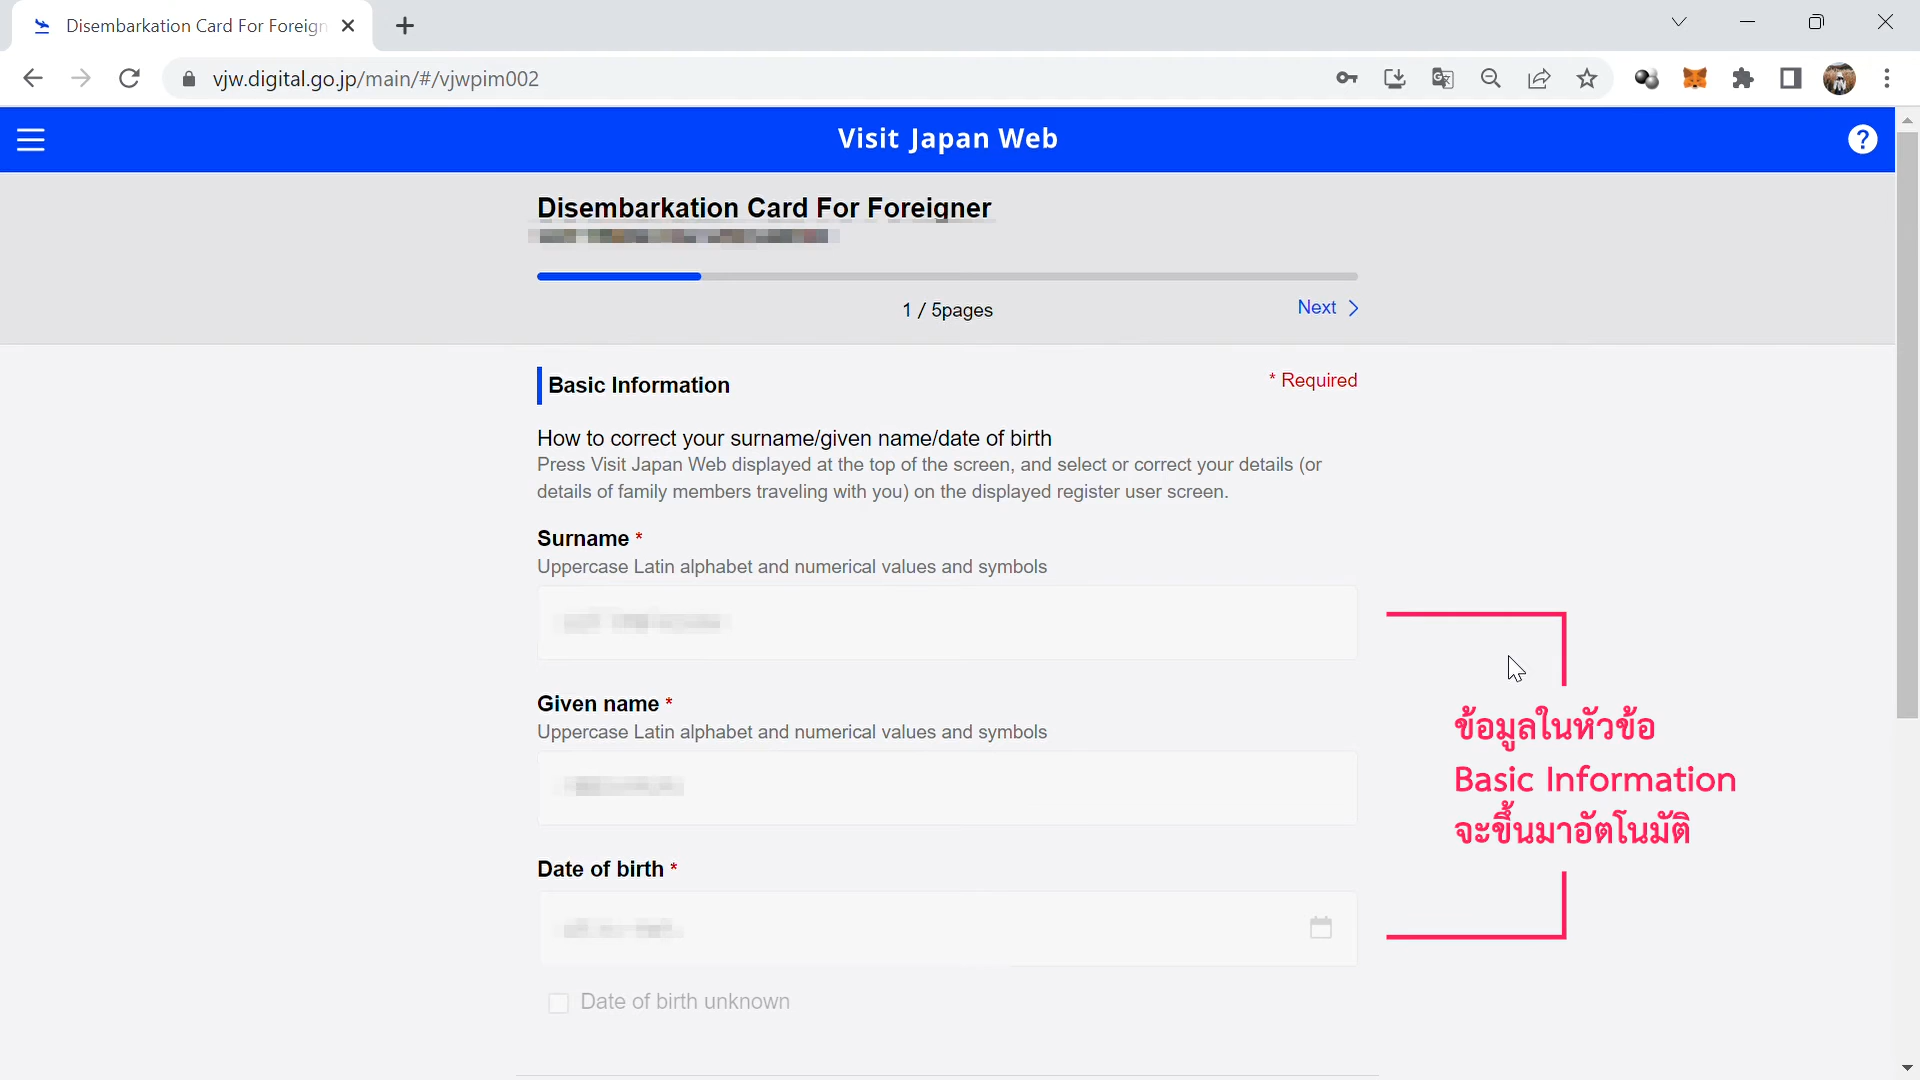 Disembarkation Card For Foreign
vjw.digital.go.jp/main/#/vjwpim002
Visit Japan Web
?
Disembarkation Card For Foreigner
1 / 5pages
Next
Basic Information
* Required
How to correct your surname/given name/date of birth
Press Visit Japan Web displayed at the top of the screen, and select or correct your details (or
details of family members traveling with you) on the displayed register user screen.
Surname *
Uppercase Latin alphabet and numerical values and symbols
Given name *
Uppercase Latin alphabet and numerical values and symbols
ข้อมูลในหัวข้อ
Basic Information
จะขึ้นมาอัตโนมัติ
Date of birth *
Date of birth unknown